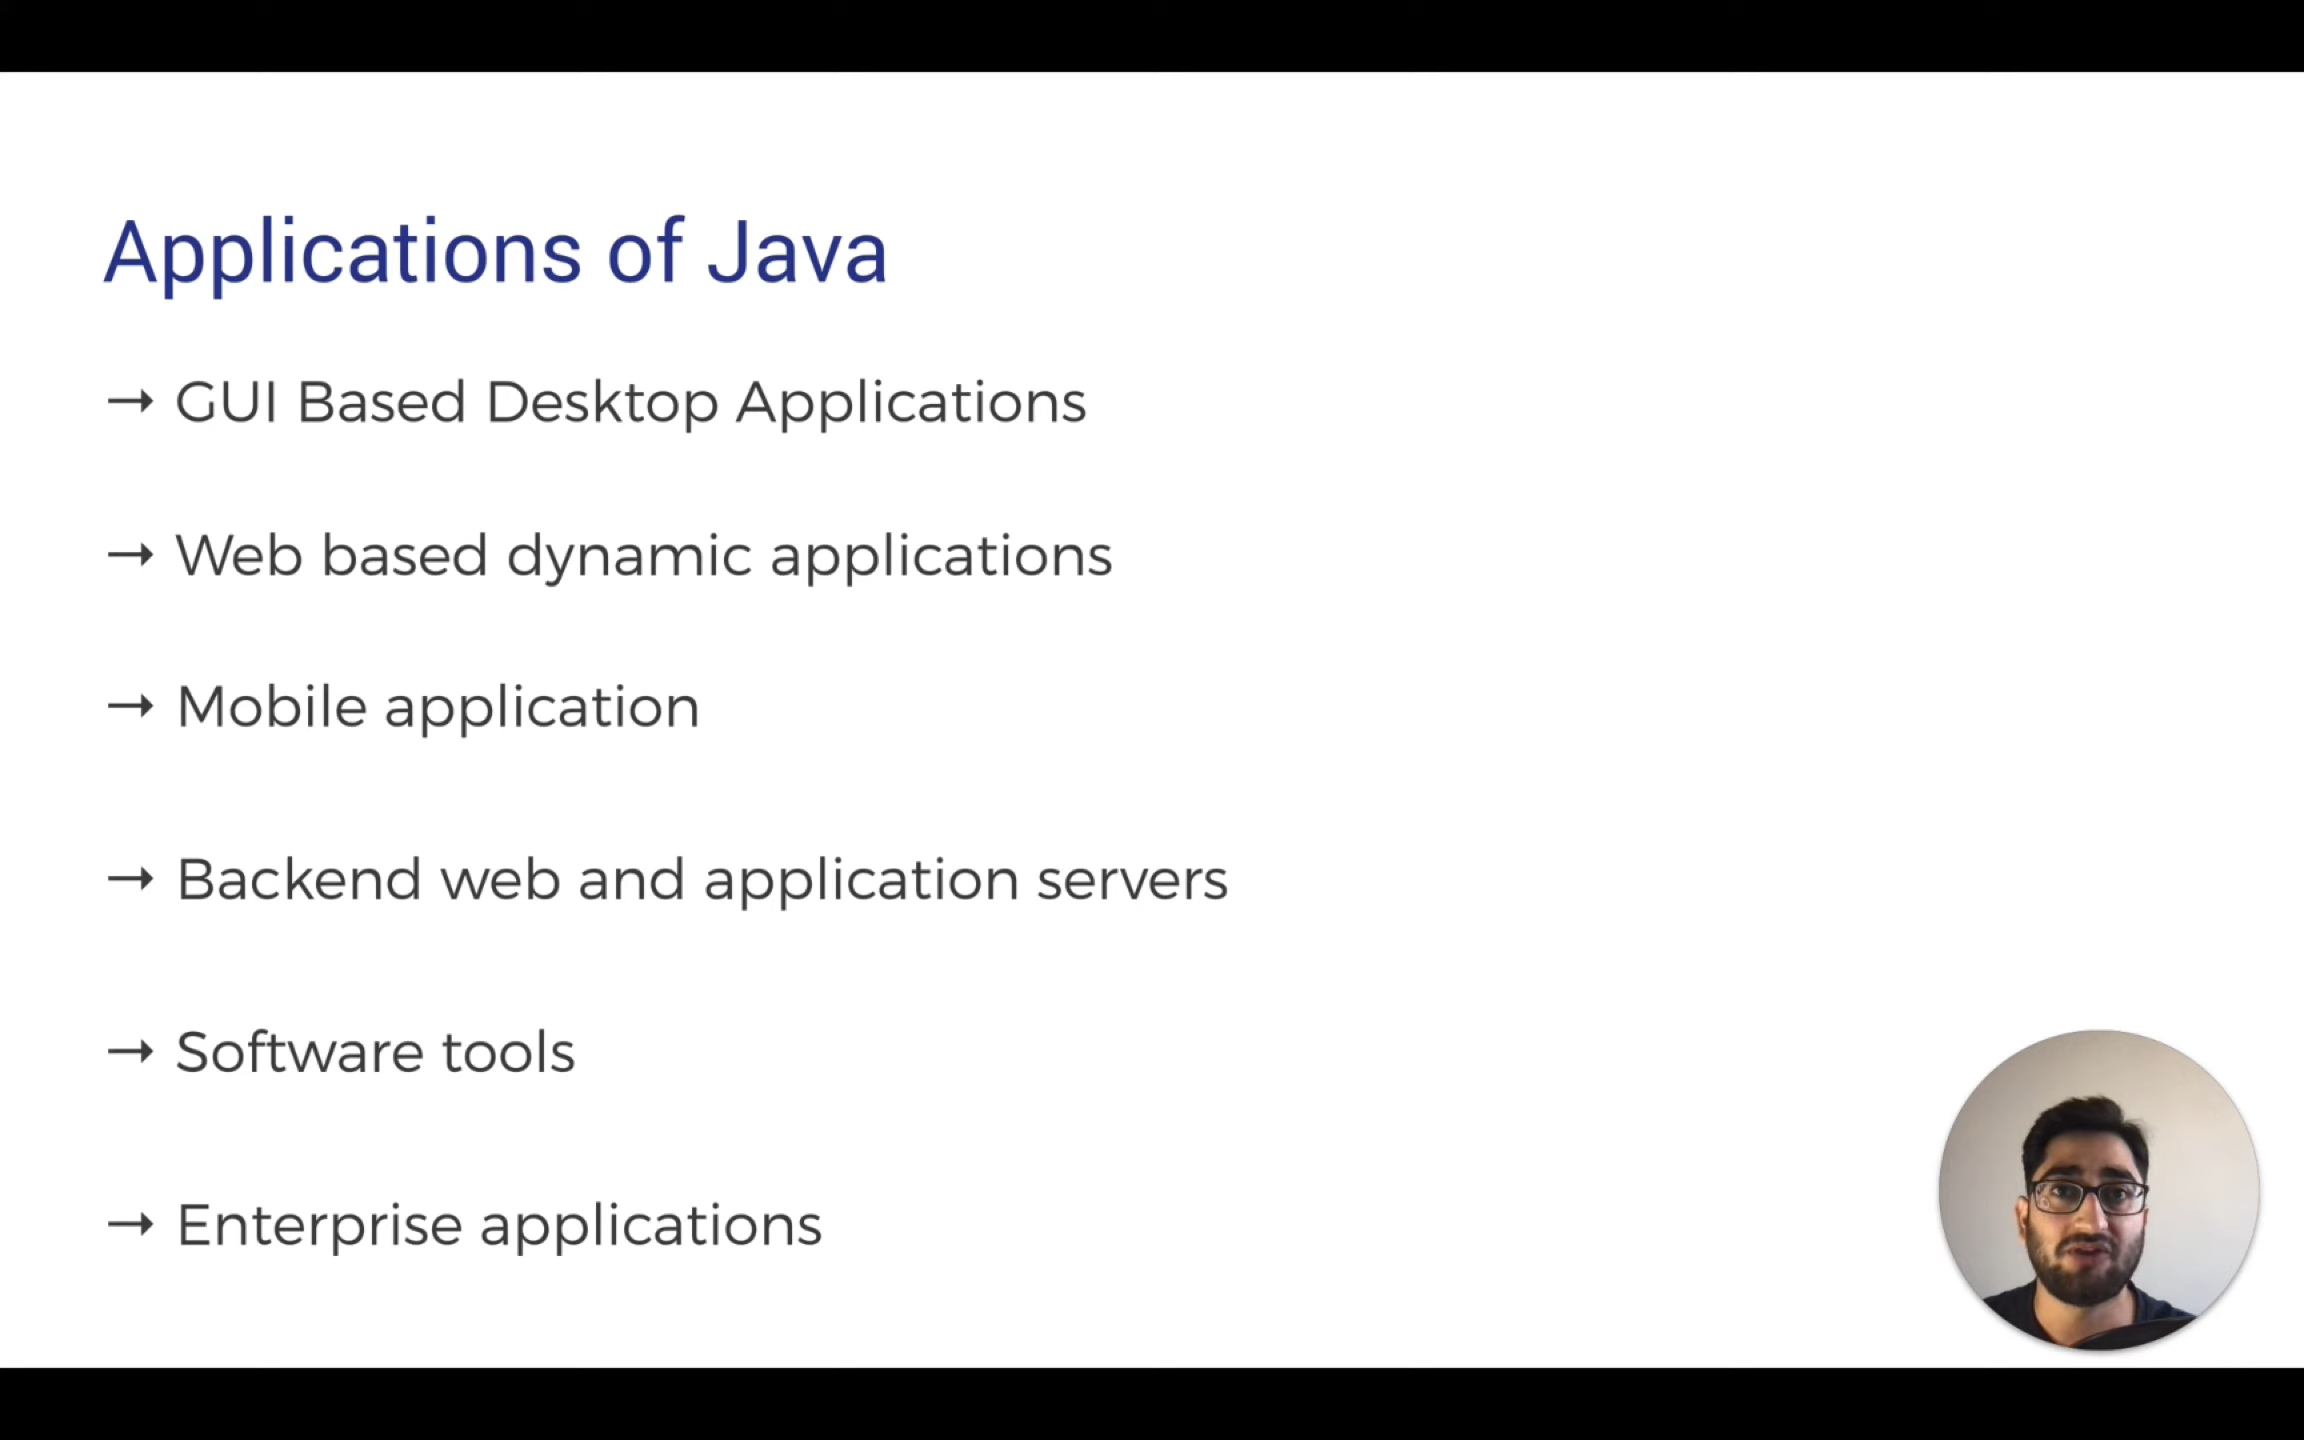 Applications of Java
→ GUI Based Desktop Applications
→ Web based dynamic applications
→ Mobile application
→ Backend web and application servers
→ Software tools
→ Enterprise applications